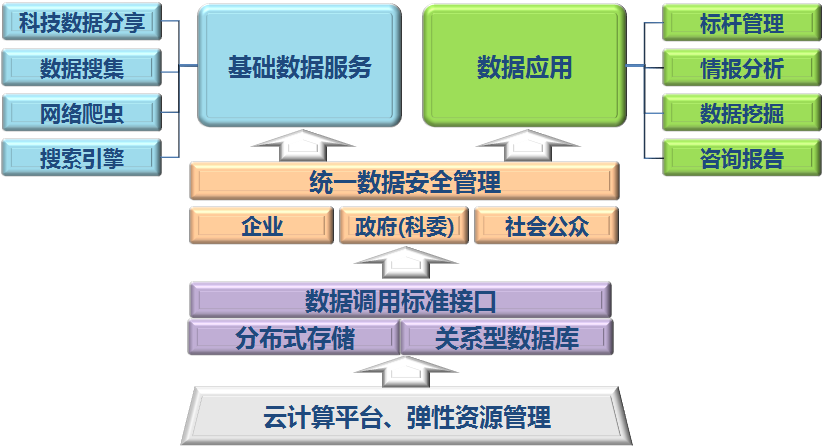 科技数据分享
数据搜集
网络爬虫
搜索引擎
基础数据服务
数据应用
标杆管理
情报分析
数据挖掘
咨询报告
统一数据安全管理
企业
政府(科委)
社会公众
数据调用标准接口
分布式存储
关系型数据库
云计算平台、弹性资源管理